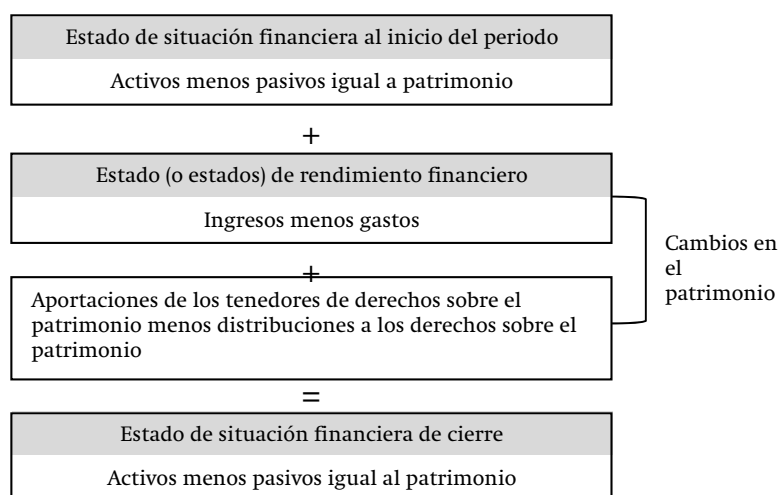 Estado de situación financiera al inicio del periodo
Activos menos pasivos igual a patrimonio
+
Estado (o estados) de rendimiento financiero
Ingresos menos gastos
+
Aportaciones de los tenedores de derechos sobre el
patrimonio menos distribuciones a los derechos sobre el
patrimonio
Cambios en
el
patrimonio
=
Estado de situación financiera de cierre
Activos menos pasivos igual al patrimonio